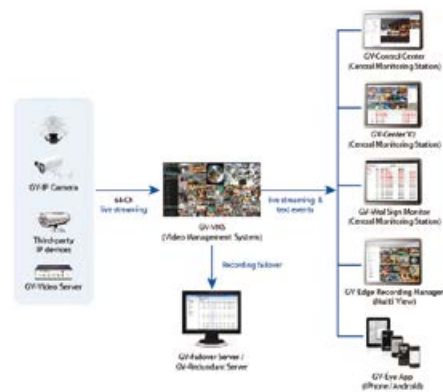 GV-IP Camera
Third-party
IP devices
GV-Video Server
64-CH
live streaming
GV-VMS
(Video Management System)
live streaming &
text events
Recording failover
GV-Failover Server /
GV-Redundant Server
GV-Control Center
(Central Monitoring Station)
GV-Center V2
(Central Monitoring Station)
GV-Vital Sign Monitor
(Central Monitoring Station)
GV-Edge Recording Manager
(Multi View)
GV-Eye App
(iPhone / Android)